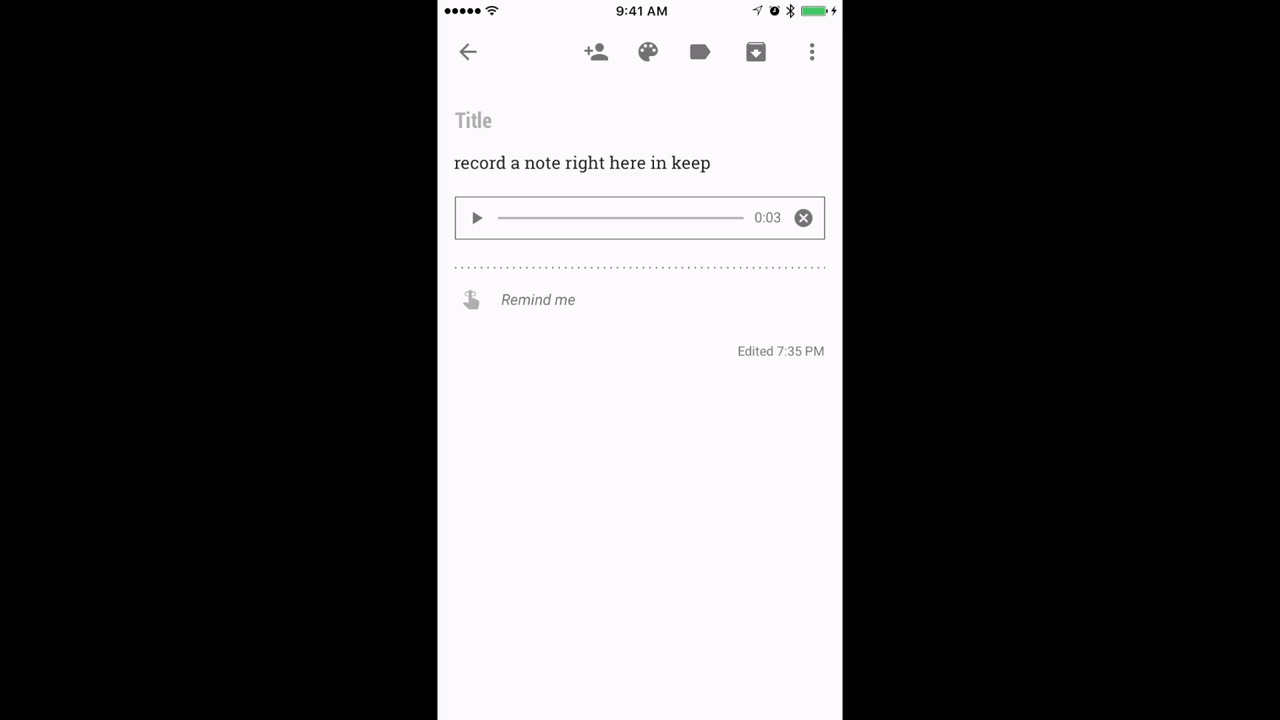 9:41 AM
Title
record a note right here in keep
0:03
Remind me
Edited 7:35 PM